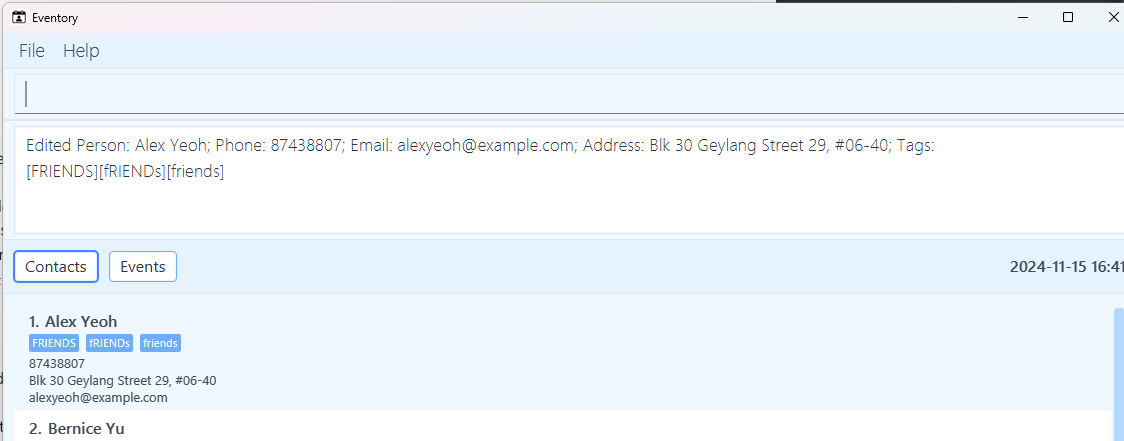 Eventory
File Help
Edited Person: Alex Yeoh; Phone: 87438807; Email: alexyeoh@example.com; Address: Blk 30 Geylang Street 29, #06-40; Tags:
[FRIENDS][fRIENDs][friends]
Contacts Events 2024-11-15 16:41
1. Alex Yeoh
FRIENDS fRIENDs friends
87438807
Blk 30 Geylang Street 29, #06-40
alexyeoh@example.com
2. Bernice Yu